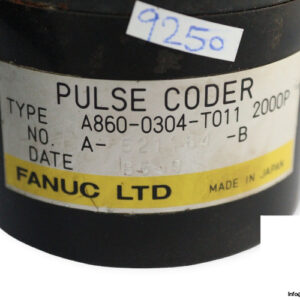 9250
PULSE CODER
TYPE A860-0304-T011 2000P
NO. A- -B
DATE
FANUC LTD MADE IN JAPAN